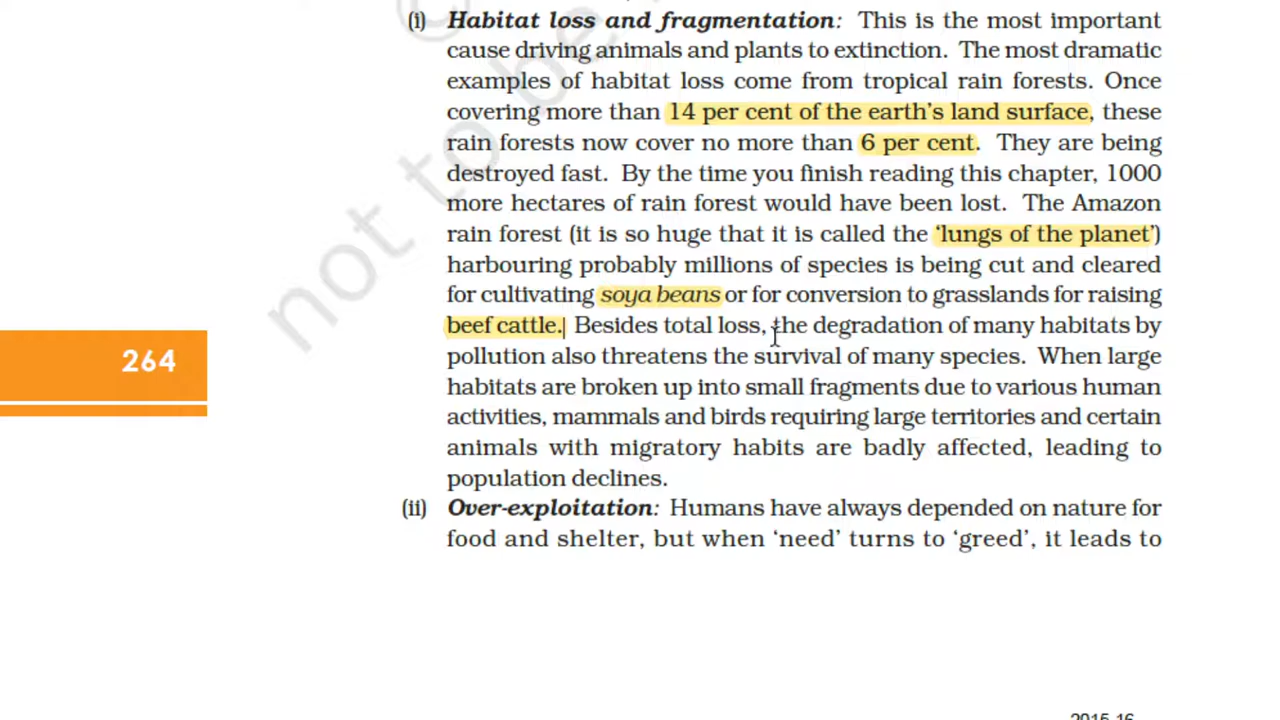 (i) Habitat loss and fragmentation: This is the most important
cause driving animals and plants to extinction. The most dramatic
examples of habitat loss come from tropical rain forests. Once
covering more than 14 per cent of the earth's land surface, these
rain forests now cover no more than 6 per cent. They are being
destroyed fast. By the time you finish reading this chapter, 1000
more hectares of rain forest would have been lost. The Amazon
rain forest (it is so huge that it is called the ‘lungs of the planet’)
harbouring probably millions of species is being cut and cleared
for cultivating soya beans or for conversion to grasslands for raising
beef cattle. Besides total loss, the degradation of many habitats by
pollution also threatens the survival of many species. When large
habitats are broken up into small fragments due to various human
activities, mammals and birds requiring large territories and certain
animals with migratory habits are badly affected, leading to
population declines.
(ii) Over-exploitation: Humans have always depended on nature for
food and shelter, but when ‘need’ turns to ‘greed’, it leads to
264
not to be
©
2015-16